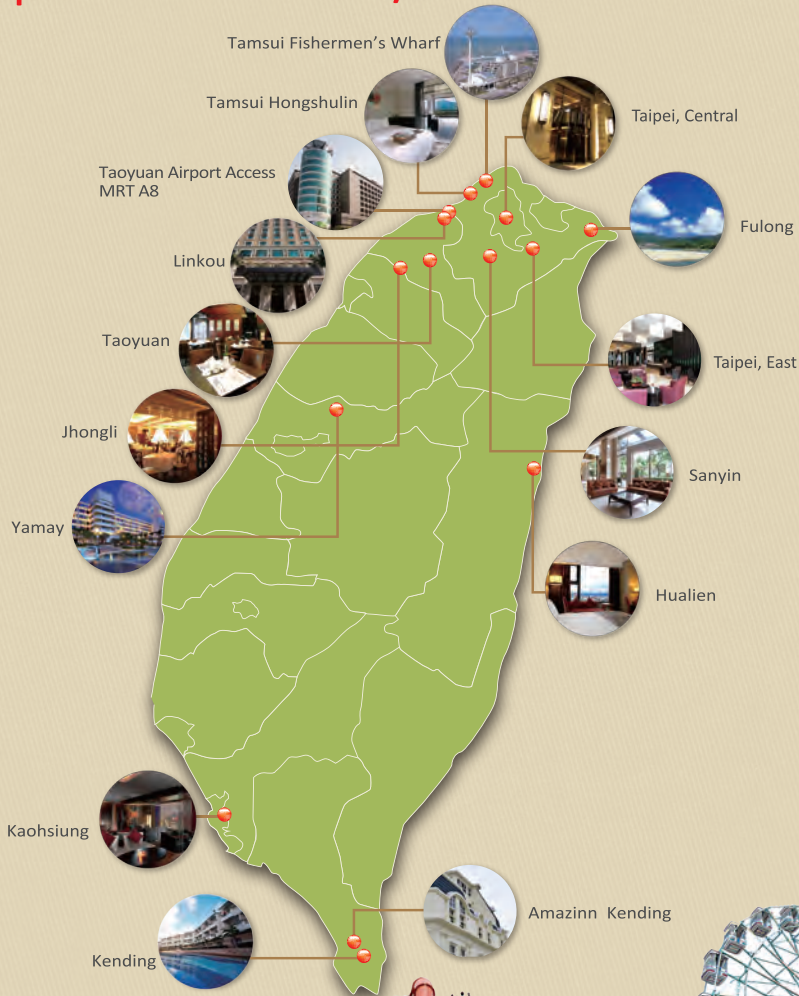 Tamsui Fishermen's Wharf
Tamsui Hongshulin
Taipei, Central
Taoyuan Airport Access
MRT A8
Fulong
Linkou
Taoyuan
Taipei, East
Jhongli
Sanyin
Yamay
Hualien
Kaohsiung
Amazinn Kending
Kending